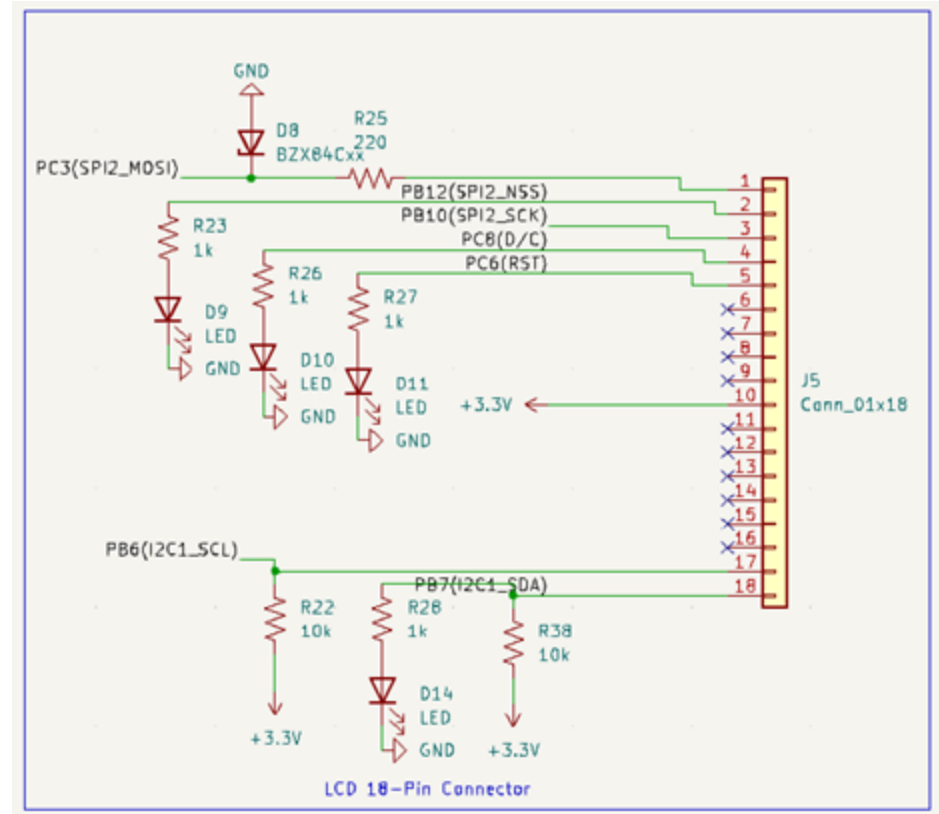 GND
D8
BZX84Cxx
R25
220
PC3(SPI2_MOSI)
PB12(SPI2_NSS)
PB10(SPI2_SCK)
PC8(D/C)
PC6(RST)
R23
1k
D9
LED
GND
R26
1k
D10
LED
GND
R27
1k
D11
LED
GND
+3.3V
1
2
3
4
5
6
7
8
9
10
11
12
13
14
15
16
17
18
J5
Conn_01x18
PB6(I2C1_SCL)
PB7(I2C1_SDA)
R22
10k
+3.3V
R28
1k
D14
LED
GND
R38
10k
+3.3V
LCD 18-Pin Connector